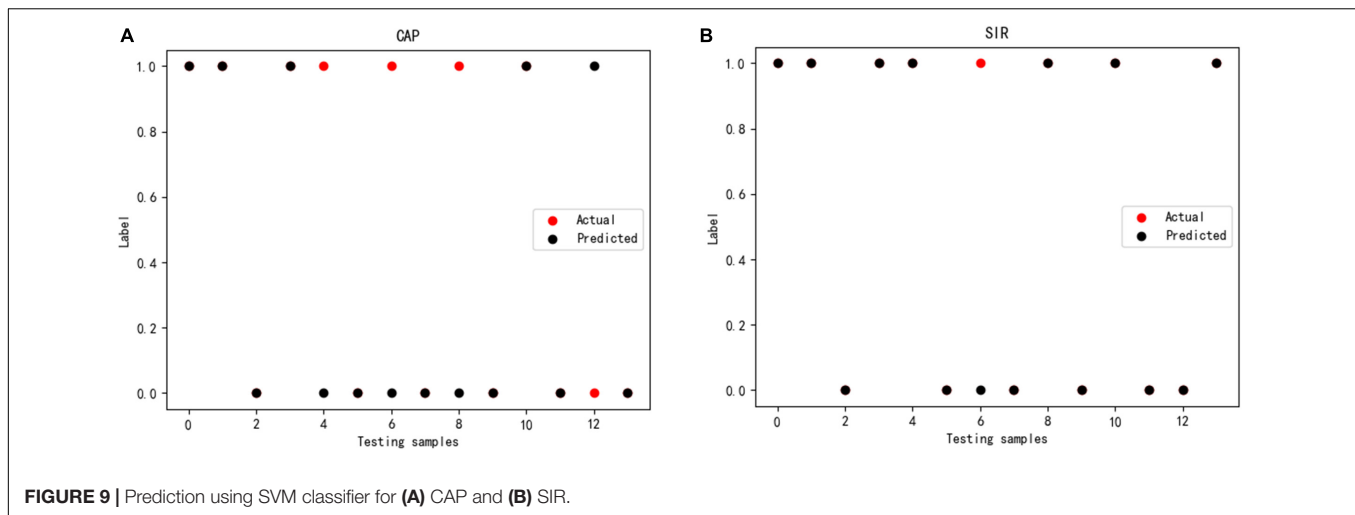 A
CAP
1.0
0.8
0.6
0.4
0.2
0.0
Label
Actual
Predicted
0 2 4 6 8 10 12
Testing samples
B
SIR
1.0
0.8
0.6
0.4
0.2
0.0
Label
Actual
Predicted
0 2 4 6 8 10 12
Testing samples
FIGURE 9 | Prediction using SVM classifier for (A) CAP and (B) SIR.